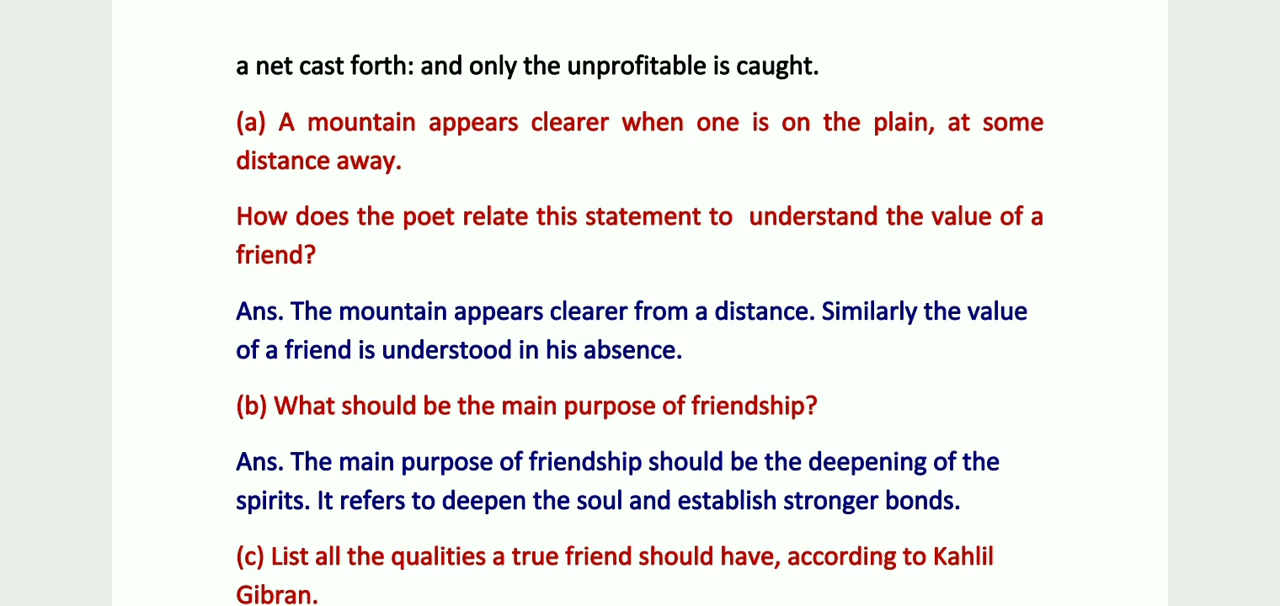 a net cast forth: and only the unprofitable is caught.
(a) A mountain appears clearer when one is on the plain, at some
distance away.
How does the poet relate this statement to  understand the value of a
friend?
Ans. The mountain appears clearer from a distance. Similarly the value
of a friend is understood in his absence.
(b) What should be the main purpose of friendship?
Ans. The main purpose of friendship should be the deepening of the
spirits. It refers to deepen the soul and establish stronger bonds.
(c) List all the qualities a true friend should have, according to Kahlil
Gibran.